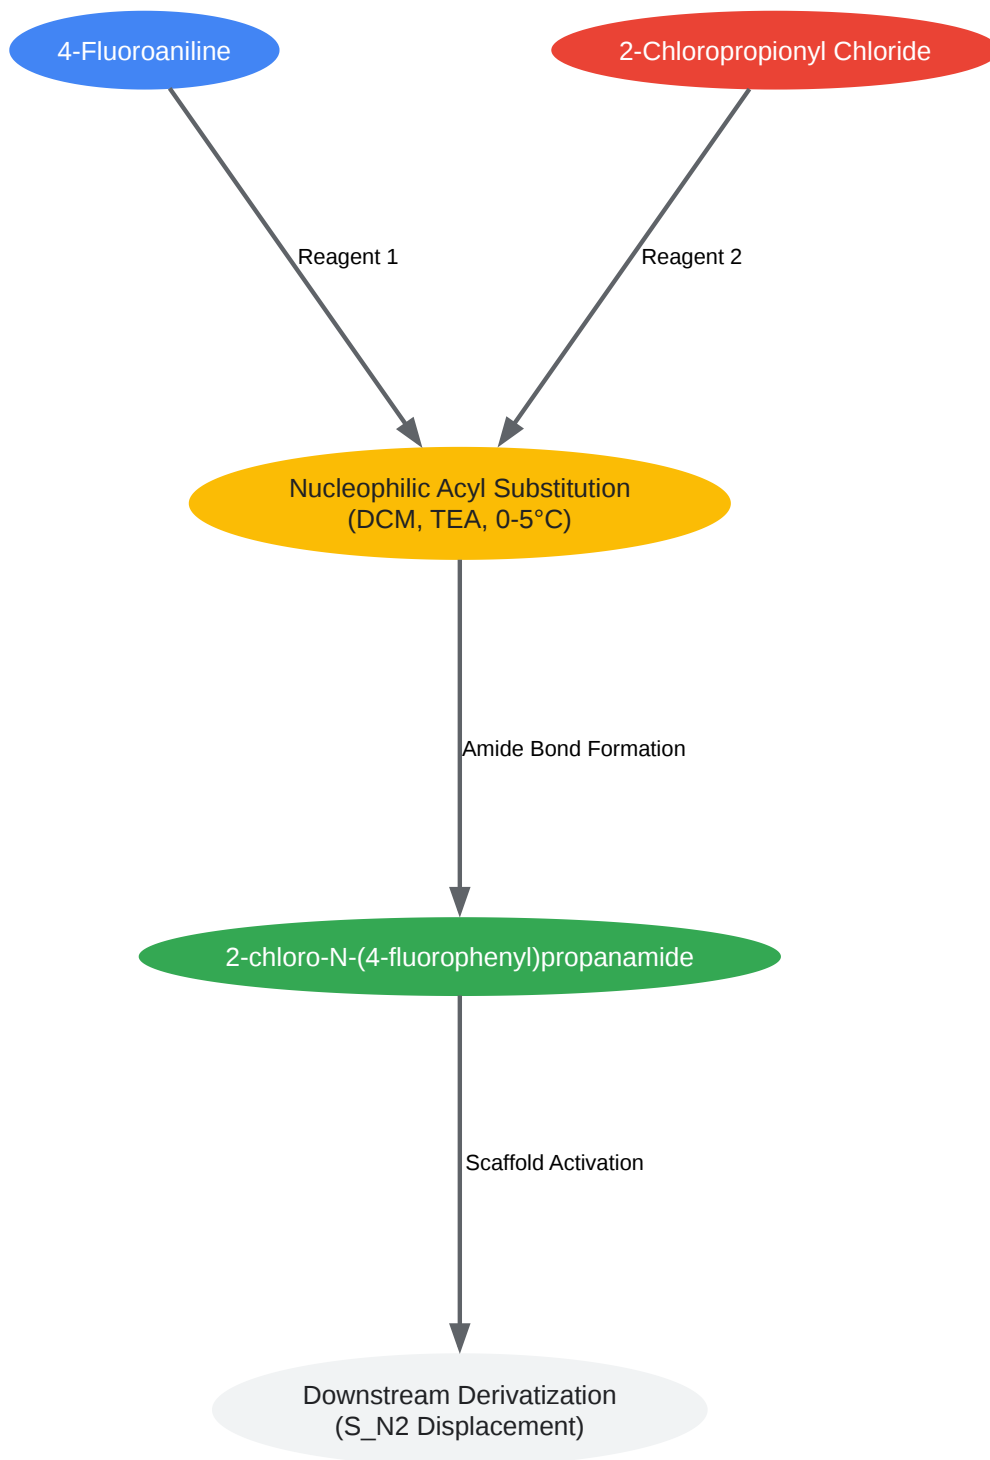 4-Fluoroaniline
2-Chloropropionyl Chloride
Reagent 1
Reagent 2
Nucleophilic Acyl Substitution
(DCM, TEA, 0-5°C)
Amide Bond Formation
2-chloro-N-(4-fluorophenyl)propanamide
Scaffold Activation
Downstream Derivatization
(S_N2 Displacement)